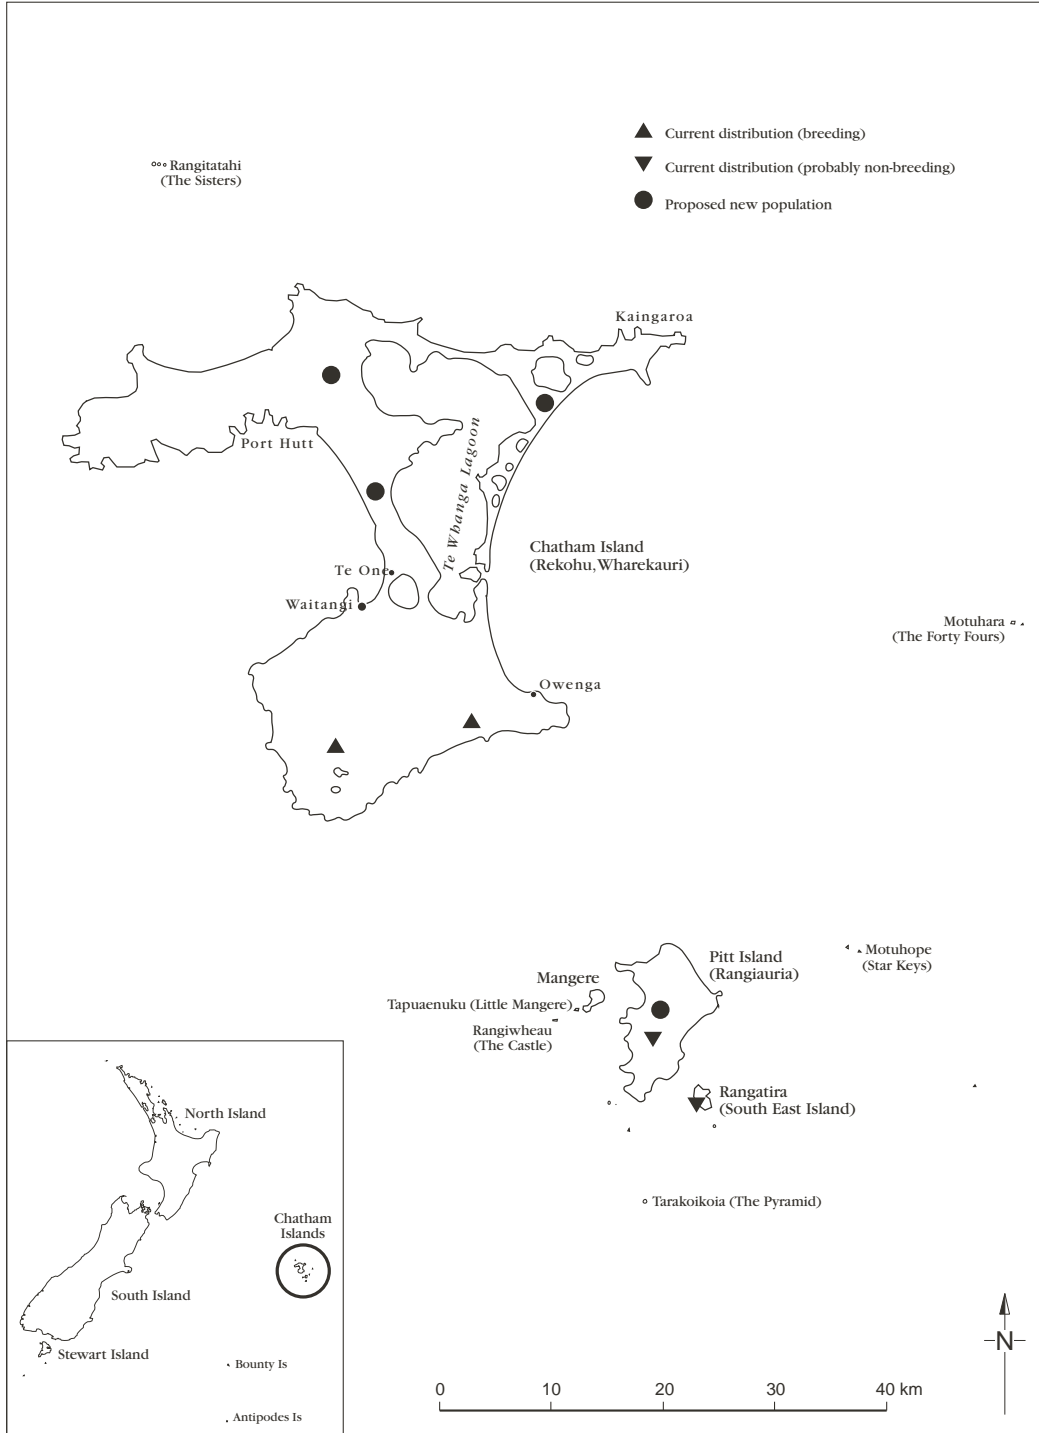 Current distribution (breeding)
Rangitatahi
(The Sisters)
Current distribution (probably non-breeding)
Proposed new population
Kaingaroa
Port Hutt
Te Whanga Lagoon
Chatham Island
(Rekohu, Wharekauri)
Te One
Waitangi
Motuhara
(The Forty Fours)
Owenga
Motuhope
(Star Keys)
Pitt Island
(Rangiauria)
Mangere
Tapuaenuku (Little Mangere)
Rangiwheau
(The Castle)
Rangatira
(South East Island)
Tarakoikoia (The Pyramid)
North Island
Chatham
Islands
South Island
Stewart Island
Bounty Is
Antipodes Is
N
0 10 20 30 40 km